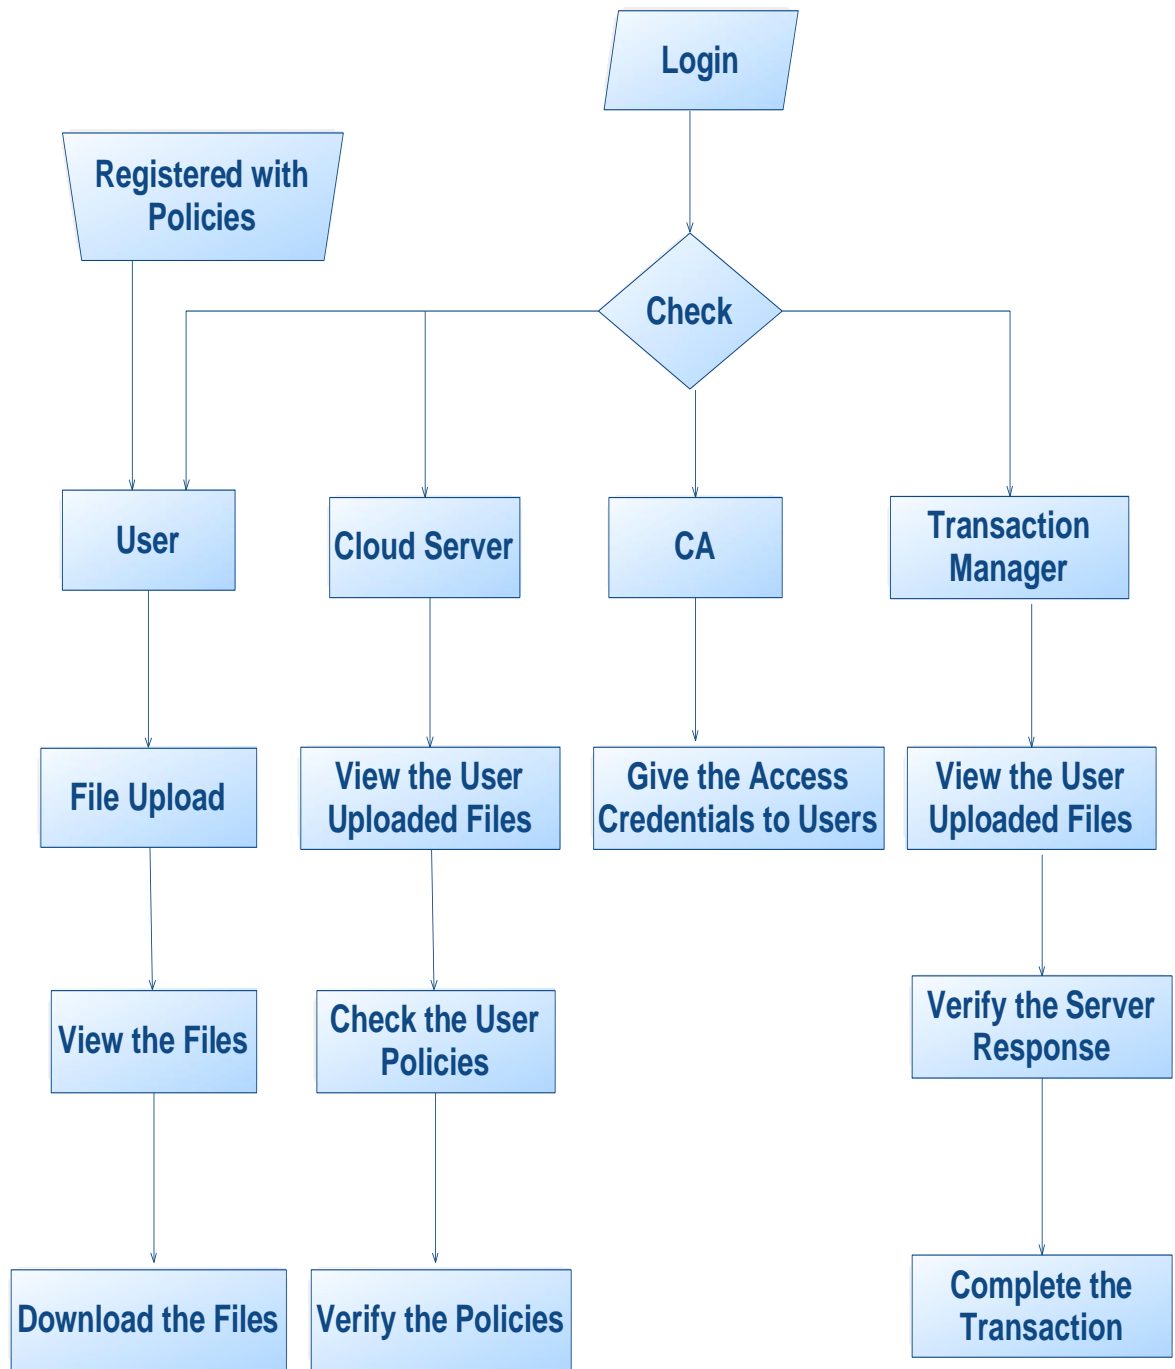 Login
Registered with
Policies
Check
User
Cloud Server
CA
Transaction
Manager
File Upload
View the User
Uploaded Files
Give the Access
Credentials to Users
View the User
Uploaded Files
View the Files
Check the User
Policies
Verify the Server
Response
Download the Files
Verify the Policies
Complete the
Transaction